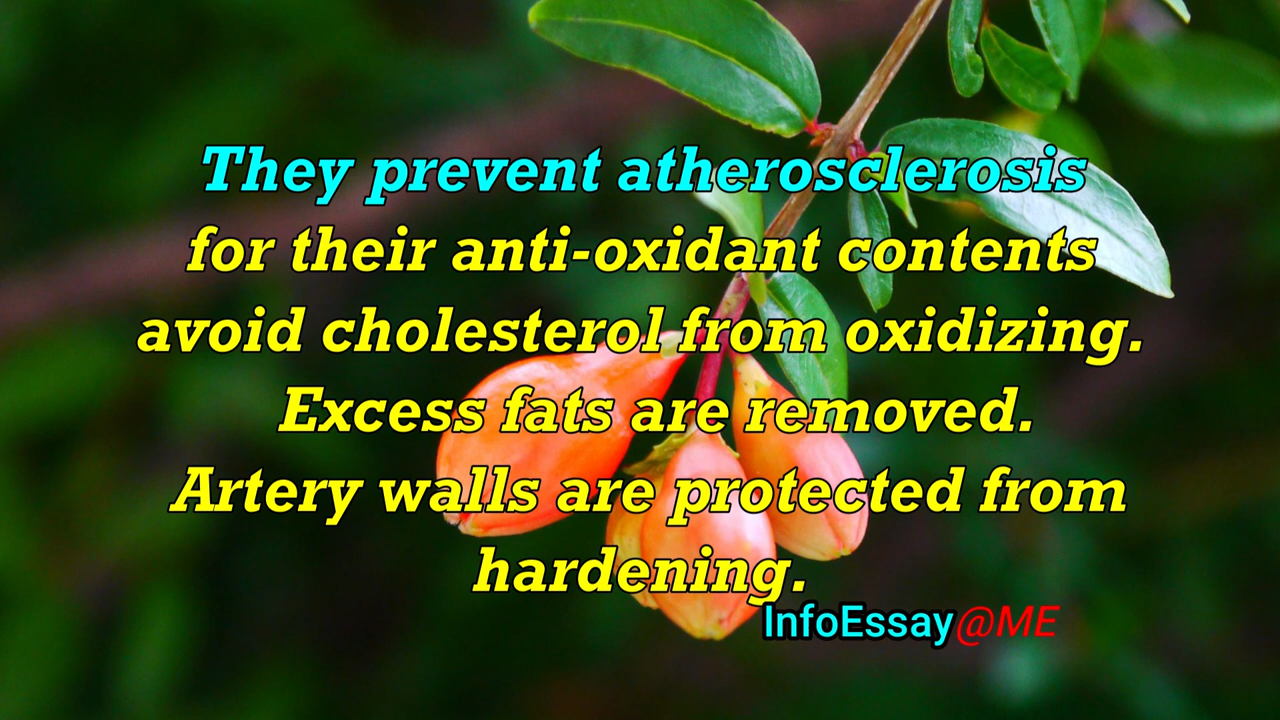 They prevent atherosclerosis
for their anti-oxidant contents
avoid cholesterol from oxidizing.
Excess fats are removed.
Artery walls are protected from
hardening.
InfoEssay@ME